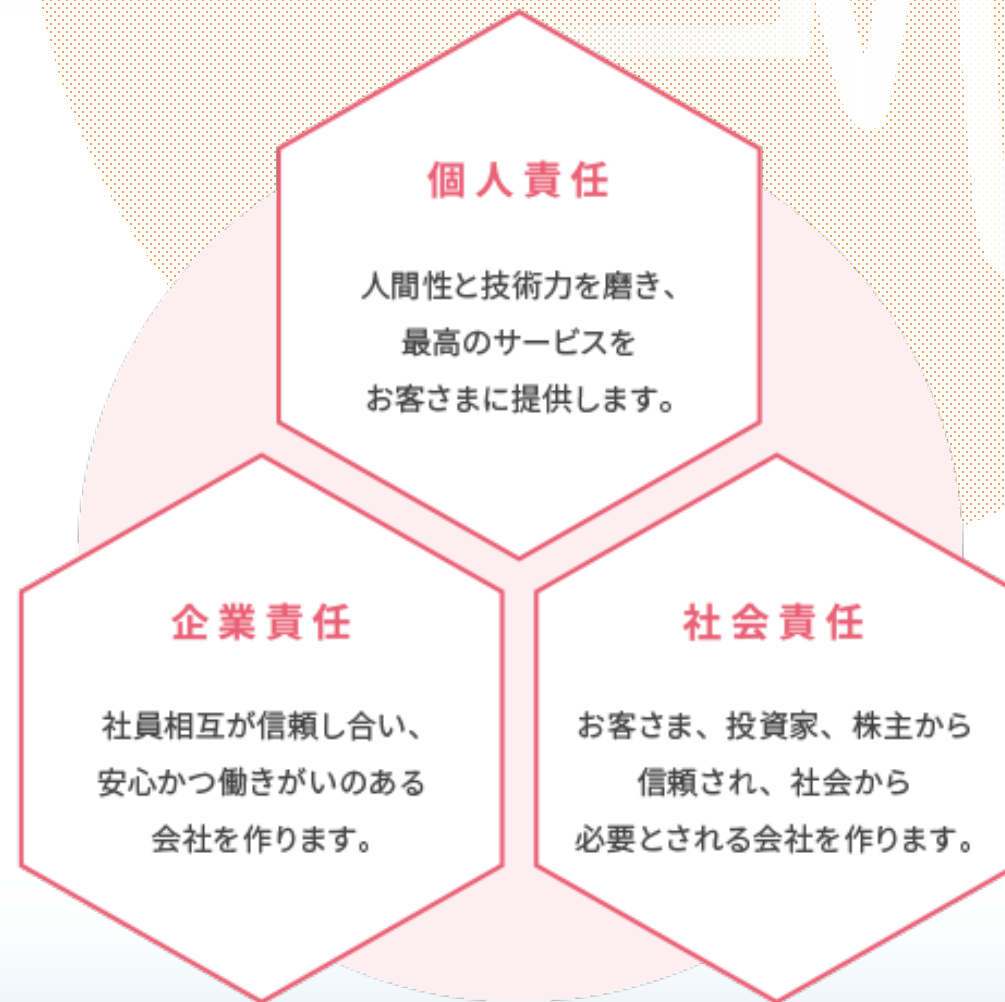 個人責任
人間性と技術力を磨き、
最高のサービスを
お客さまに提供します。
企業責任
社員相互が信頼し合い、
安心かつ働きがいのある
会社を作ります。
社会責任
お客さま、投資家、株主から
信頼され、社会から
必要とされる会社を作ります。